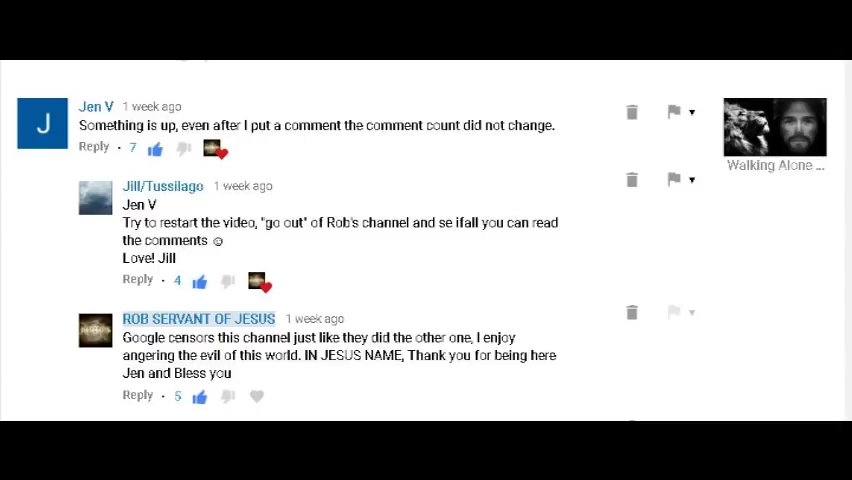 Jen V 1 week ago
Something is up, even after I put a comment the comment count did not change.
Reply · 7
Walking Alone ...
Jill/Tussilago 1 week ago
Jen V
Try to restart the video, "go out" of Rob's channel and se ifall you can read
the comments ☺
Love! Jill
Reply · 4
ROB SERVANT OF JESUS 1 week ago
Google censors this channel just like they did the other one, I enjoy
angering the evil of this world. IN JESUS NAME, Thank you for being here
Jen and Bless you
Reply · 5